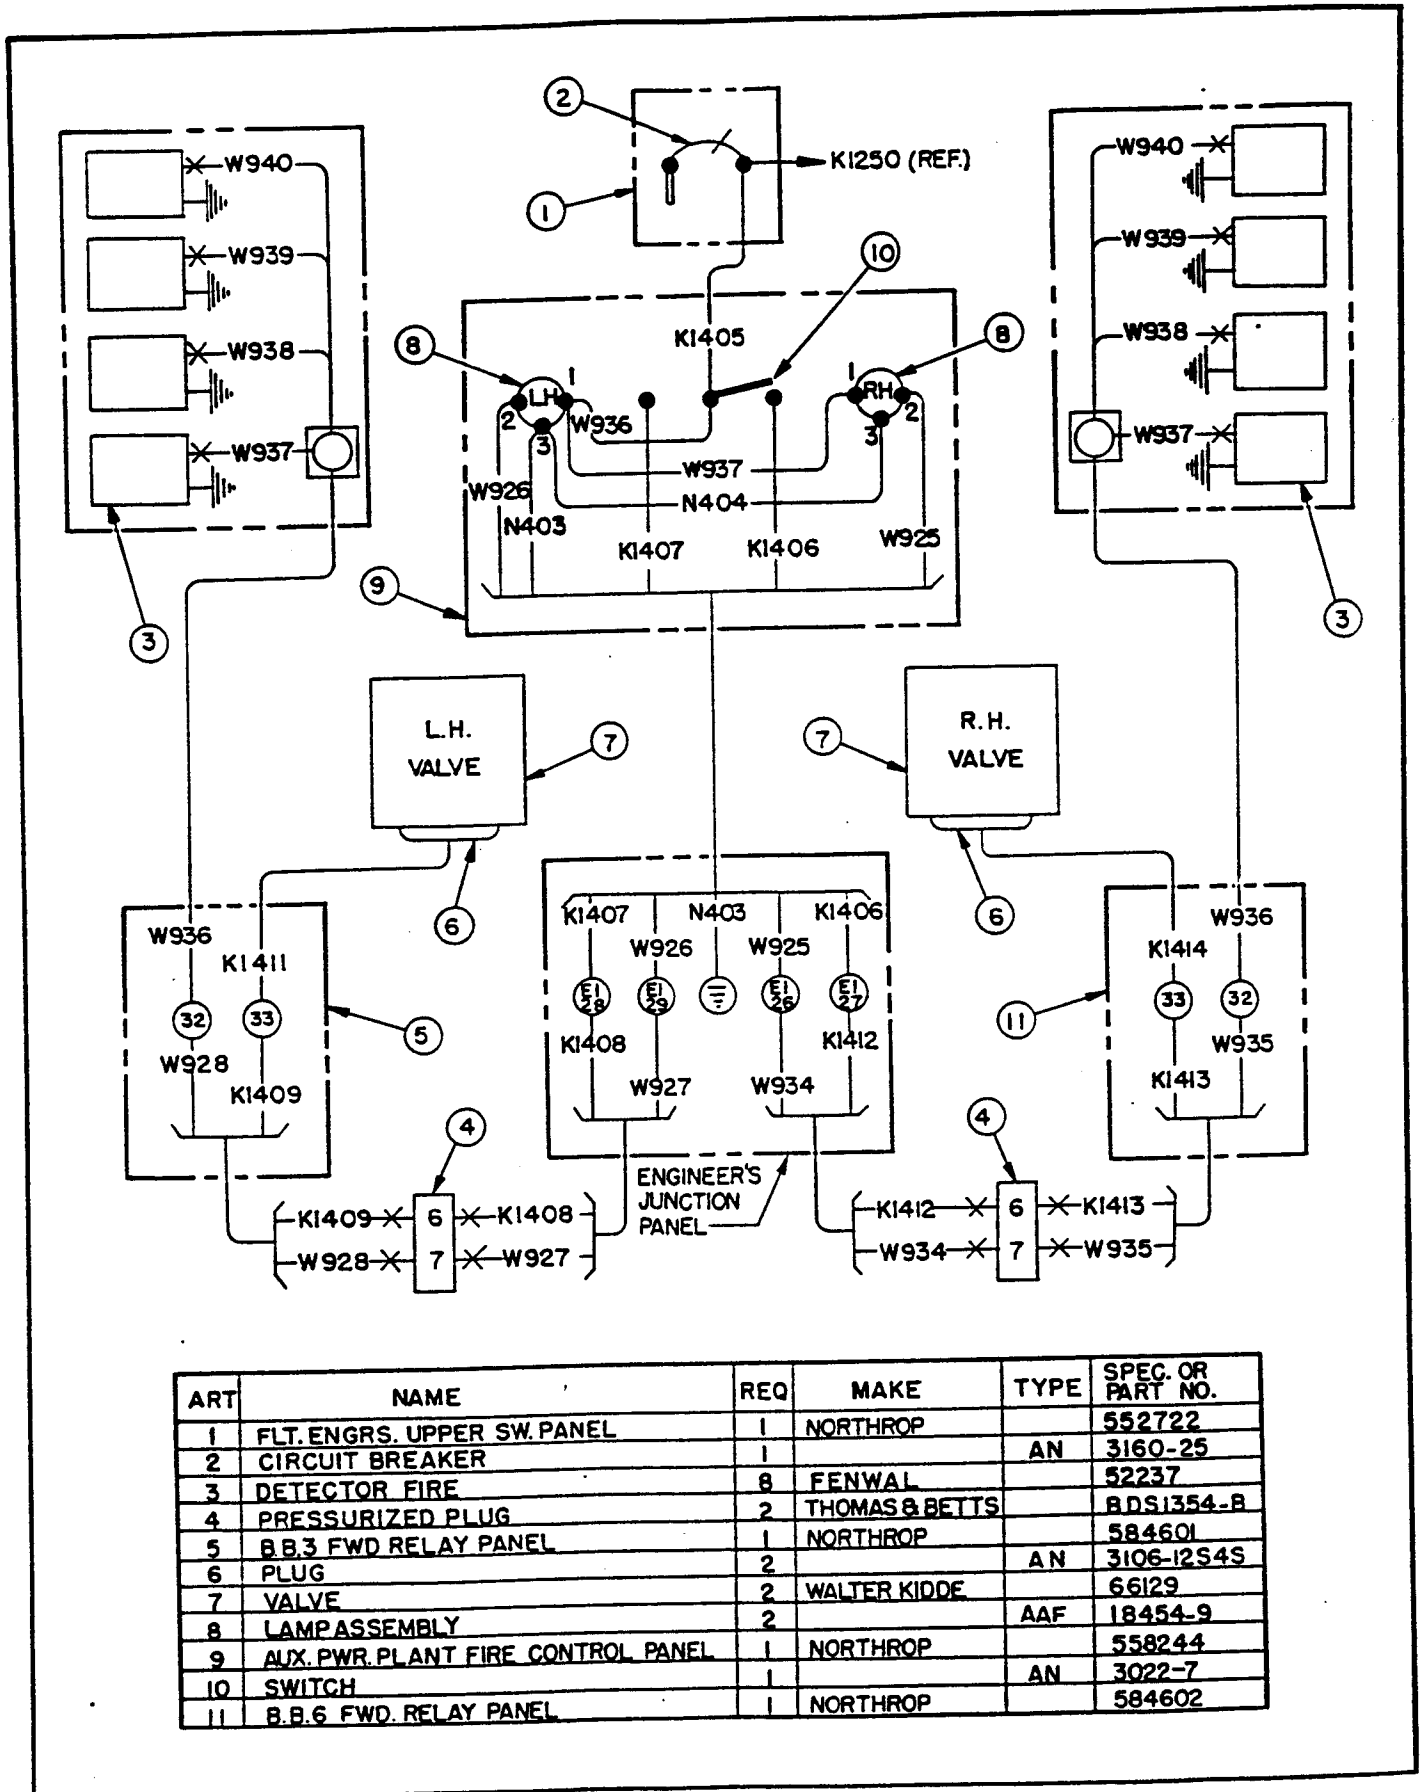 2
K1250 (REF.)
1
W940
W939
W938
W937
3
W940
W939
W938
W937
3
10
K1405
8
8
LH
1
2
3
W936
1
RH
2
3
W937
N404
W926
N403
K1407
K1406
W925
9
L.H.
VALVE
7
6
R.H.
VALVE
7
6
W936
K1411
32
33
W928
K1409
5
K1407
N403
K1406
W926
W925
E1
28
E1
29
E1
26
E1
27
K1408
K1412
W927
W934
ENGINEER'S
JUNCTION
PANEL
W936
K1414
33
32
W935
K1413
11
4
K1409 6 K1408
W928 7 W927
4
K1412 6 K1413
W934 7 W935
ART NAME REQ MAKE TYPE SPEC. OR PART NO.
1 FLT. ENGRS. UPPER SW. PANEL 1 NORTHROP 552722
2 CIRCUIT BREAKER 1 AN 3160-25
3 DETECTOR FIRE 8 FENWAL 52237
4 PRESSURIZED PLUG 2 THOMAS & BETTS BDS1354-B
5 B.B.3 FWD RELAY PANEL 1 NORTHROP 584601
6 PLUG 2 AN 3106-12S4S
7 VALVE 2 WALTER KIDDE 66129
8 LAMP ASSEMBLY 2 AAF 18454-9
9 AUX. PWR. PLANT FIRE CONTROL PANEL 1 NORTHROP 558244
10 SWITCH 1 AN 3022-7
11 B.B.6 FWD. RELAY PANEL 1 NORTHROP 584602